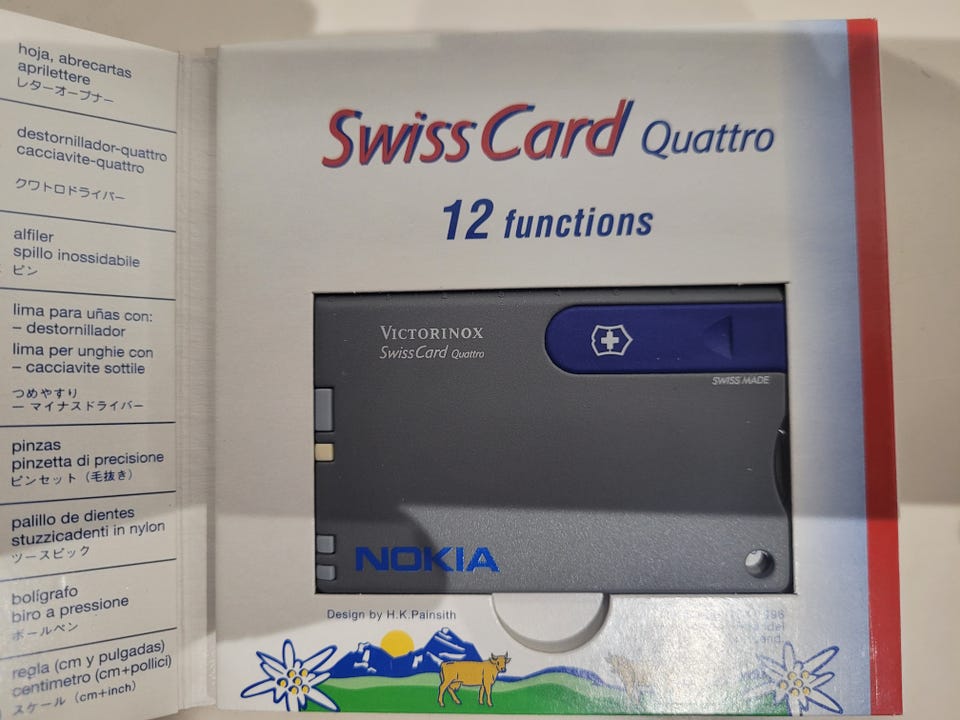 hoja, abrecartas
aprilettere
レターオープナー
destornillador-quattro
cacciavite-quattro
クワトロドライバー
alfiler
spillo inossidabile
ピン
lima para uñas con:
– destornillador
lima per unghie con
– cacciavite sottile
つめやすり
– マイナスドライバー
pinzas
pinzetta di precisione
ピンセット（毛抜き）
palillo de dientes
stuzzicadenti in nylon
ツースピック
bolígrafo
biro a pressione
ボールペン
regla (cm y pulgadas)
centimetro (cm+pollici)
スケール（cm+inch）
SwissCard Quattro
12 functions
VICTORINOX
SwissCard Quattro
SWISS MADE
NOKIA
Design by H.K.Painsith